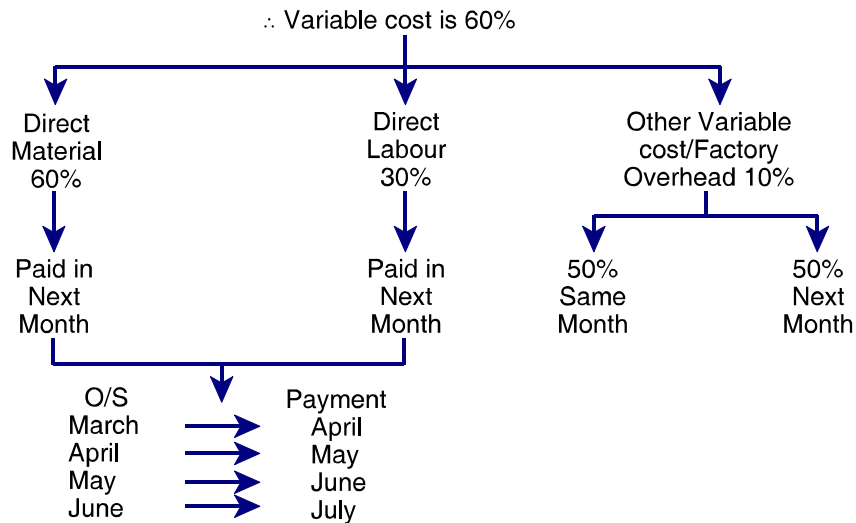 ∴ Variable cost is 60%
Direct
Material
60%
Direct
Labour
30%
Other Variable
cost/Factory
Overhead 10%
Paid in
Next
Month
Paid in
Next
Month
50%
Same
Month
50%
Next
Month
O/S Payment
March April
April May
May June
June July